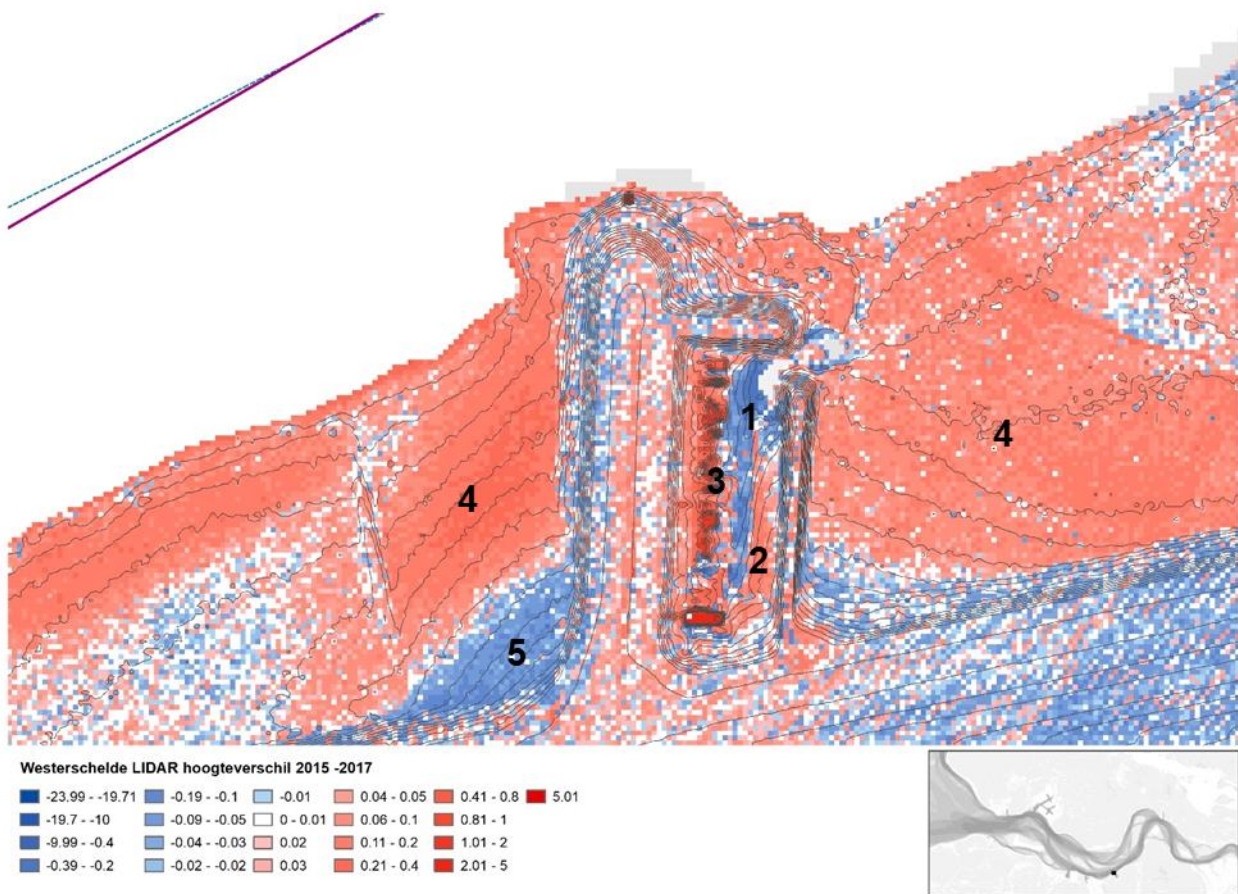 1
3
4
4
2
5
Westerschelde LIDAR hoogteverschil 2015 -2017
-23.99 - -19.71 -0.19 - -0.1 -0.01 0.04 - 0.05 0.41 - 0.8 5.01
-19.7 - -10 -0.09 - -0.05 0 - 0.01 0.06 - 0.1 0.81 - 1
-9.99 - -0.4 -0.04 - -0.03 0.02 0.11 - 0.2 1.01 - 2
-0.39 - -0.2 -0.02 - -0.02 0.03 0.21 - 0.4 2.01 - 5